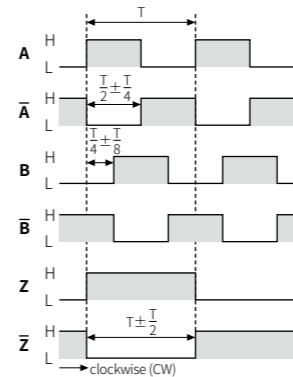 T
A H
L
T/2 ± T/4
A̅ H
L
T/4 ± T/8
B H
L
B̅ H
L
Z H
L
T ± T/2
Z̅ H
L
clockwise (CW)